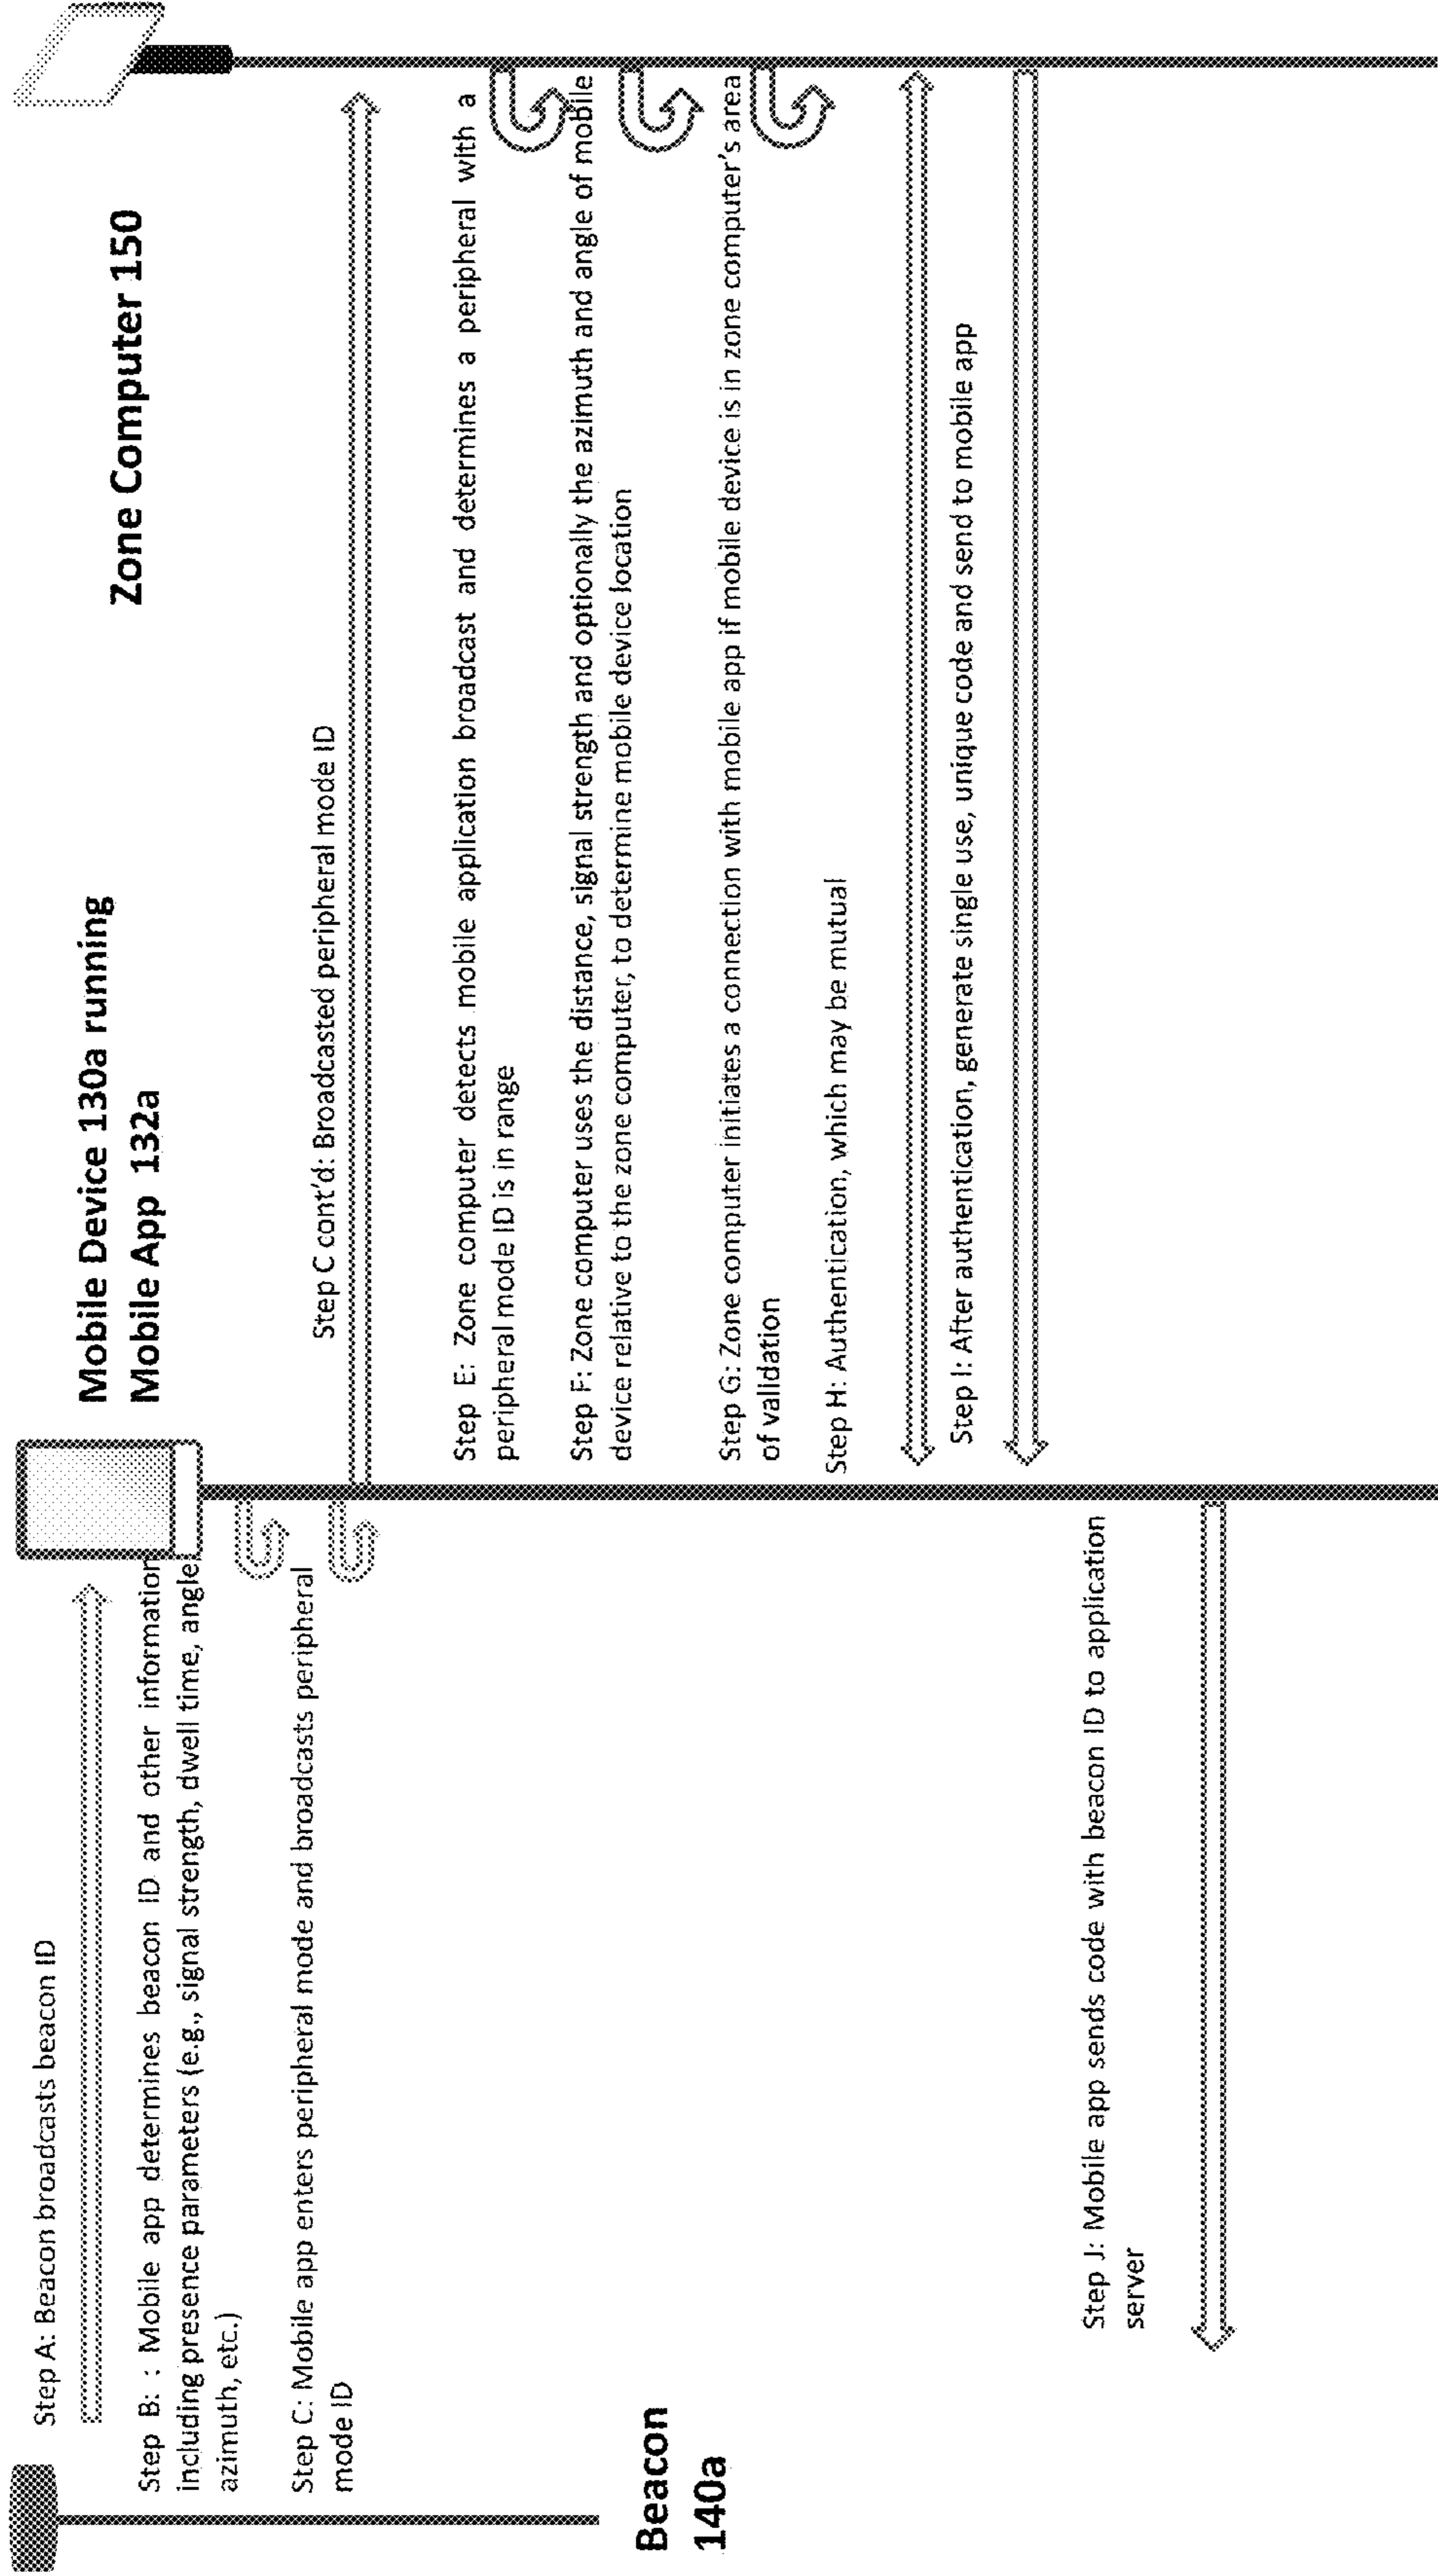 Step A: Beacon broadcasts beacon ID
Mobile Device 130a running
Mobile App 132a
Zone Computer 150
Step B: : Mobile app determines beacon ID and other information
including presence parameters (e.g., signal strength, dwell time, angle,
azimuth, etc.)
Step C: Mobile app enters peripheral mode and broadcasts peripheral
mode ID
Step C cont'd: Broadcasted peripheral mode ID
Step E: Zone computer detects mobile application broadcast and determines a peripheral with a
peripheral mode ID is in range
Step F: Zone computer uses the distance, signal strength and optionally the azimuth and angle of mobile
device relative to the zone computer, to determine mobile device location
Beacon
140a
Step G: Zone computer initiates a connection with mobile app if mobile device is in zone computer's area
of validation
Step H: Authentication, which may be mutual
Step I: After authentication, generate single use, unique code and send to mobile app
Step J: Mobile app sends code with beacon ID to application
server